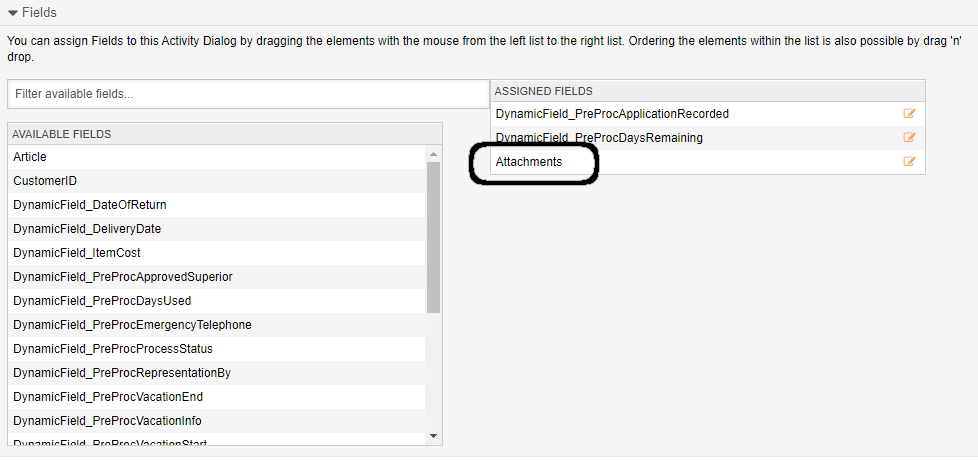 Fields
You can assign Fields to this Activity Dialog by dragging the elements with the mouse from the left list to the right list. Ordering the elements within the list is also possible by drag 'n'
drop.
Filter available fields...
AVAILABLE FIELDS
Article
CustomerID
DynamicField_DateOfReturn
DynamicField_DeliveryDate
DynamicField_ItemCost
DynamicField_PreProcApprovedSuperior
DynamicField_PreProcDaysUsed
DynamicField_PreProcEmergencyTelephone
DynamicField_PreProcProcessStatus
DynamicField_PreProcRepresentationBy
DynamicField_PreProcVacationEnd
DynamicField_PreProcVacationInfo
DynamicField_PreProcVacationStart
ASSIGNED FIELDS
DynamicField_PreProcApplicationRecorded
DynamicField_PreProcDaysRemaining
Attachments